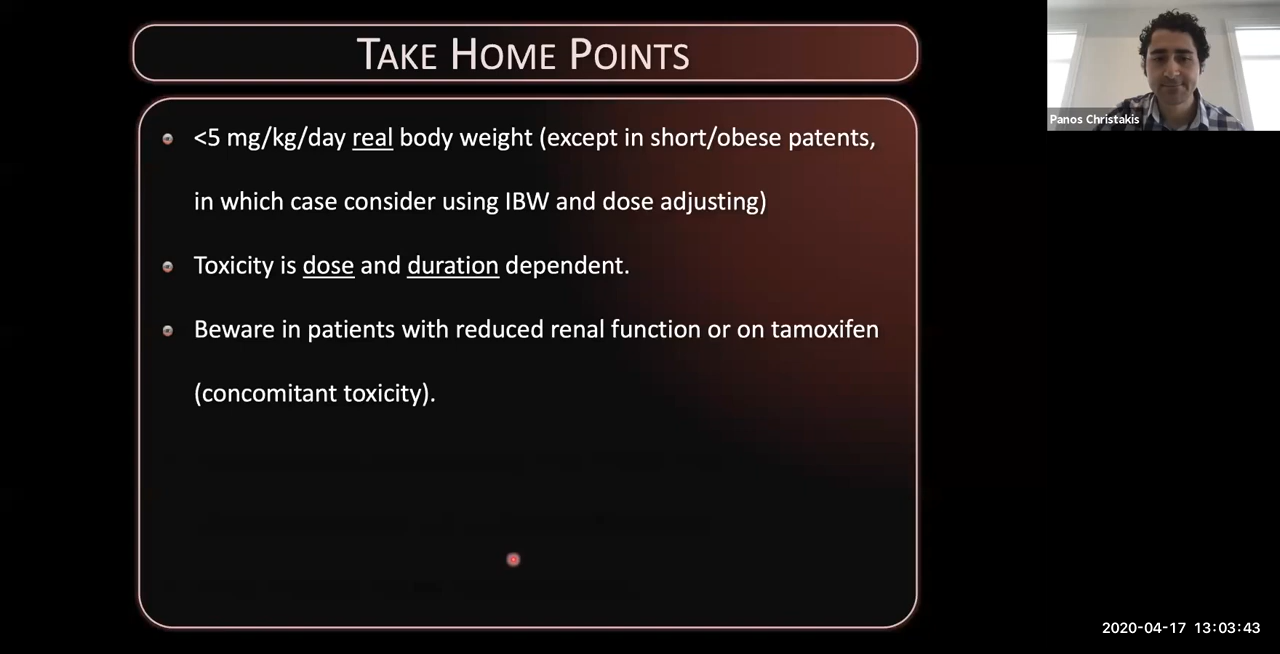 TAKE HOME POINTS
Panos Christakis
<5 mg/kg/day real body weight (except in short/obese patents,
in which case consider using IBW and dose adjusting)
Toxicity is dose and duration dependent.
Beware in patients with reduced renal function or on tamoxifen
(concomitant toxicity).
2020-04-17 13:03:43